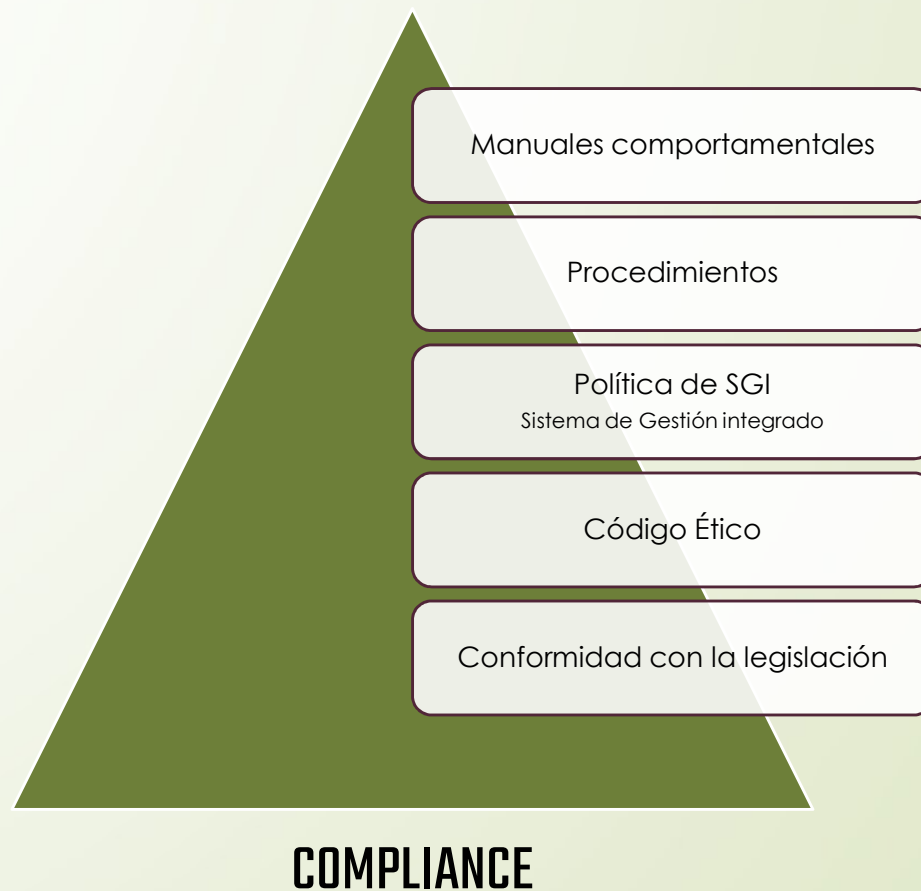 Manuales comportamentales
Procedimientos
Política de SGI
Sistema de Gestión integrado
Código Ético
Conformidad con la legislación
COMPLIANCE